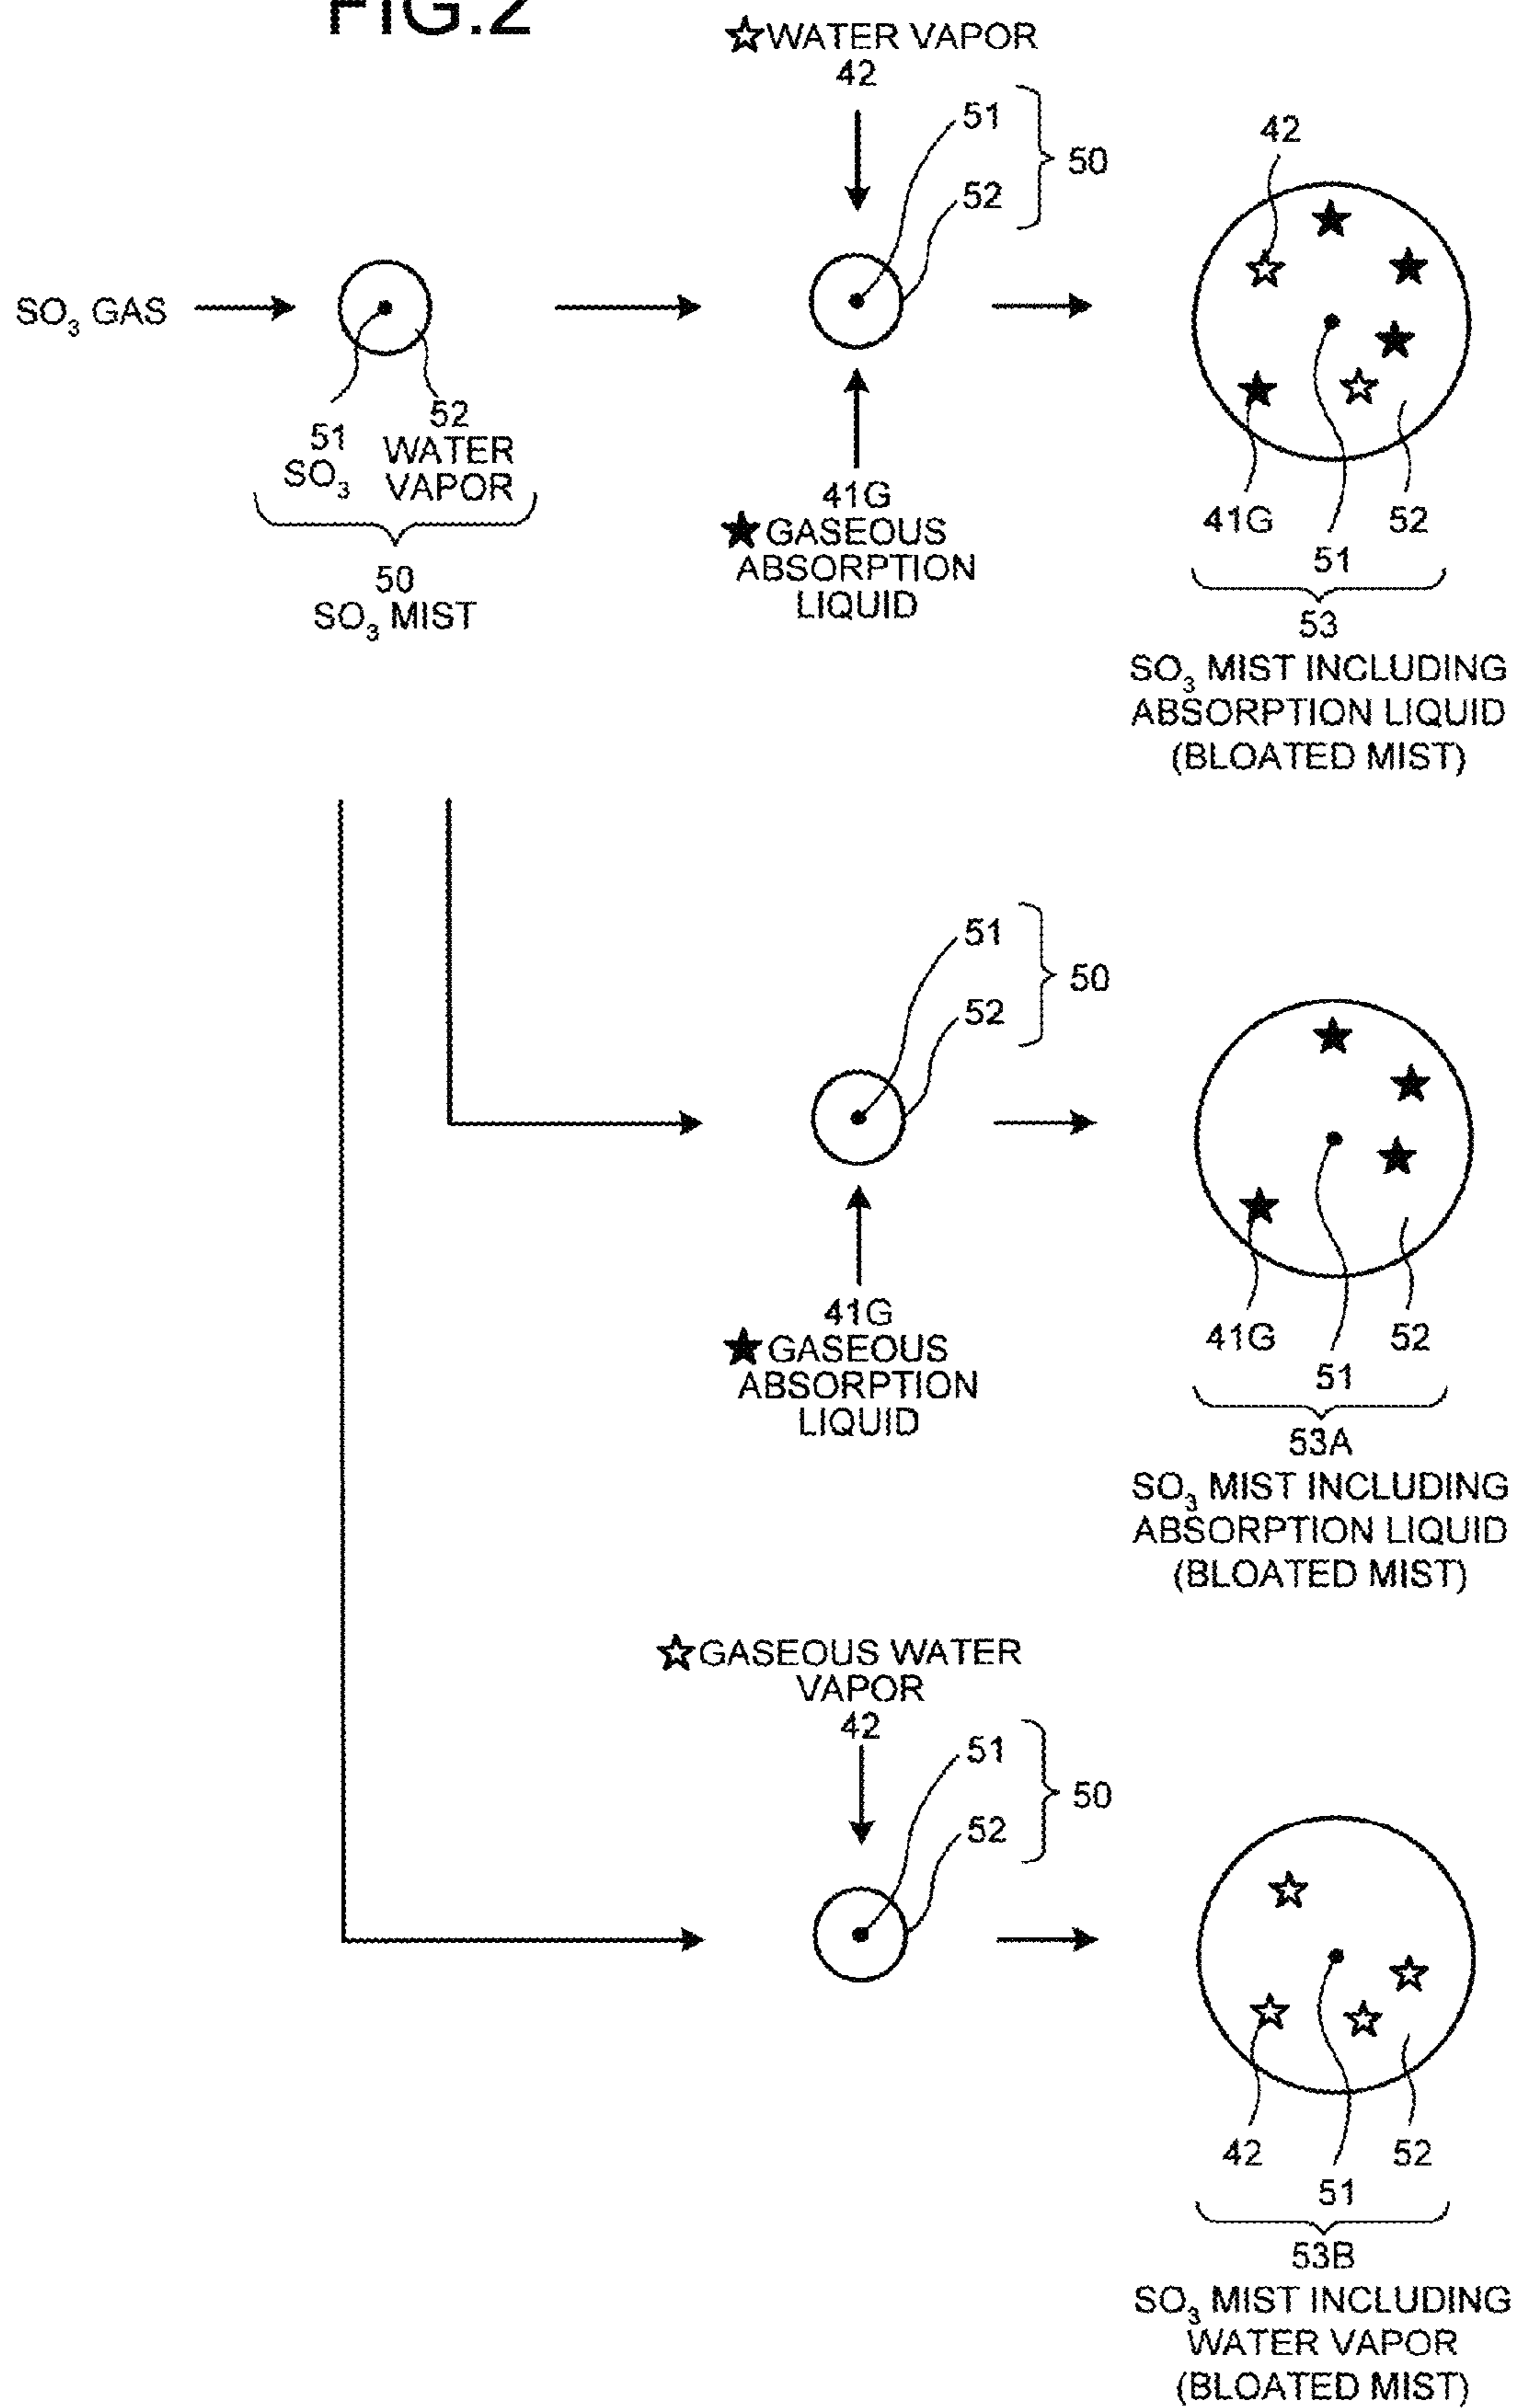 FIG.2
☆WATER VAPOR
42
51
52
50
42
SO₃ GAS
51
SO₃
52
WATER
VAPOR
50
SO₃ MIST
41G
★GASEOUS
ABSORPTION
LIQUID
41G
51
52
53
SO₃ MIST INCLUDING
ABSORPTION LIQUID
(BLOATED MIST)
51
52
50
41G
★GASEOUS
ABSORPTION
LIQUID
41G
51
52
53A
SO₃ MIST INCLUDING
ABSORPTION LIQUID
(BLOATED MIST)
☆GASEOUS WATER
VAPOR
42
51
52
50
42
51
52
53B
SO₃ MIST INCLUDING
WATER VAPOR
(BLOATED MIST)